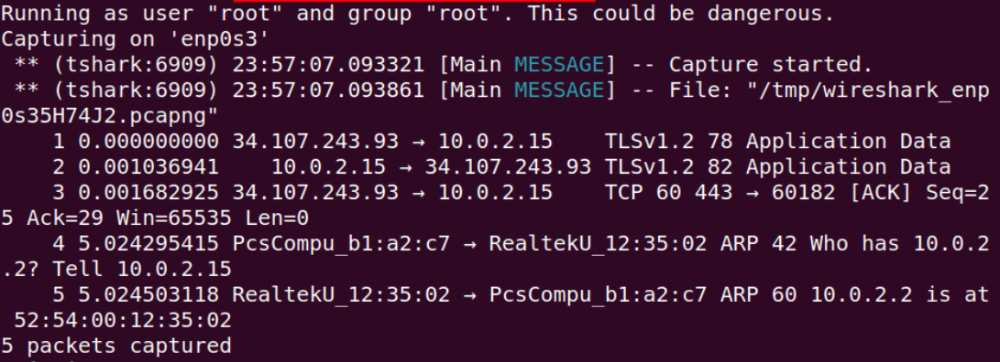 Running as user "root" and group "root". This could be dangerous.
Capturing on 'enp0s3'
 ** (tshark:6909) 23:57:07.093321 [Main MESSAGE] -- Capture started.
 ** (tshark:6909) 23:57:07.093861 [Main MESSAGE] -- File: "/tmp/wireshark_enp
0s35H74J2.pcapng"
    1 0.000000000 34.107.243.93 → 10.0.2.15    TLSv1.2 78 Application Data
    2 0.001036941    10.0.2.15 → 34.107.243.93 TLSv1.2 82 Application Data
    3 0.001682925 34.107.243.93 → 10.0.2.15    TCP 60 443 → 60182 [ACK] Seq=2
5 Ack=29 Win=65535 Len=0
    4 5.024295415 PcsCompu_b1:a2:c7 → RealtekU_12:35:02 ARP 42 Who has 10.0.2
.2? Tell 10.0.2.15
    5 5.024503118 RealtekU_12:35:02 → PcsCompu_b1:a2:c7 ARP 60 10.0.2.2 is at
 52:54:00:12:35:02
5 packets captured